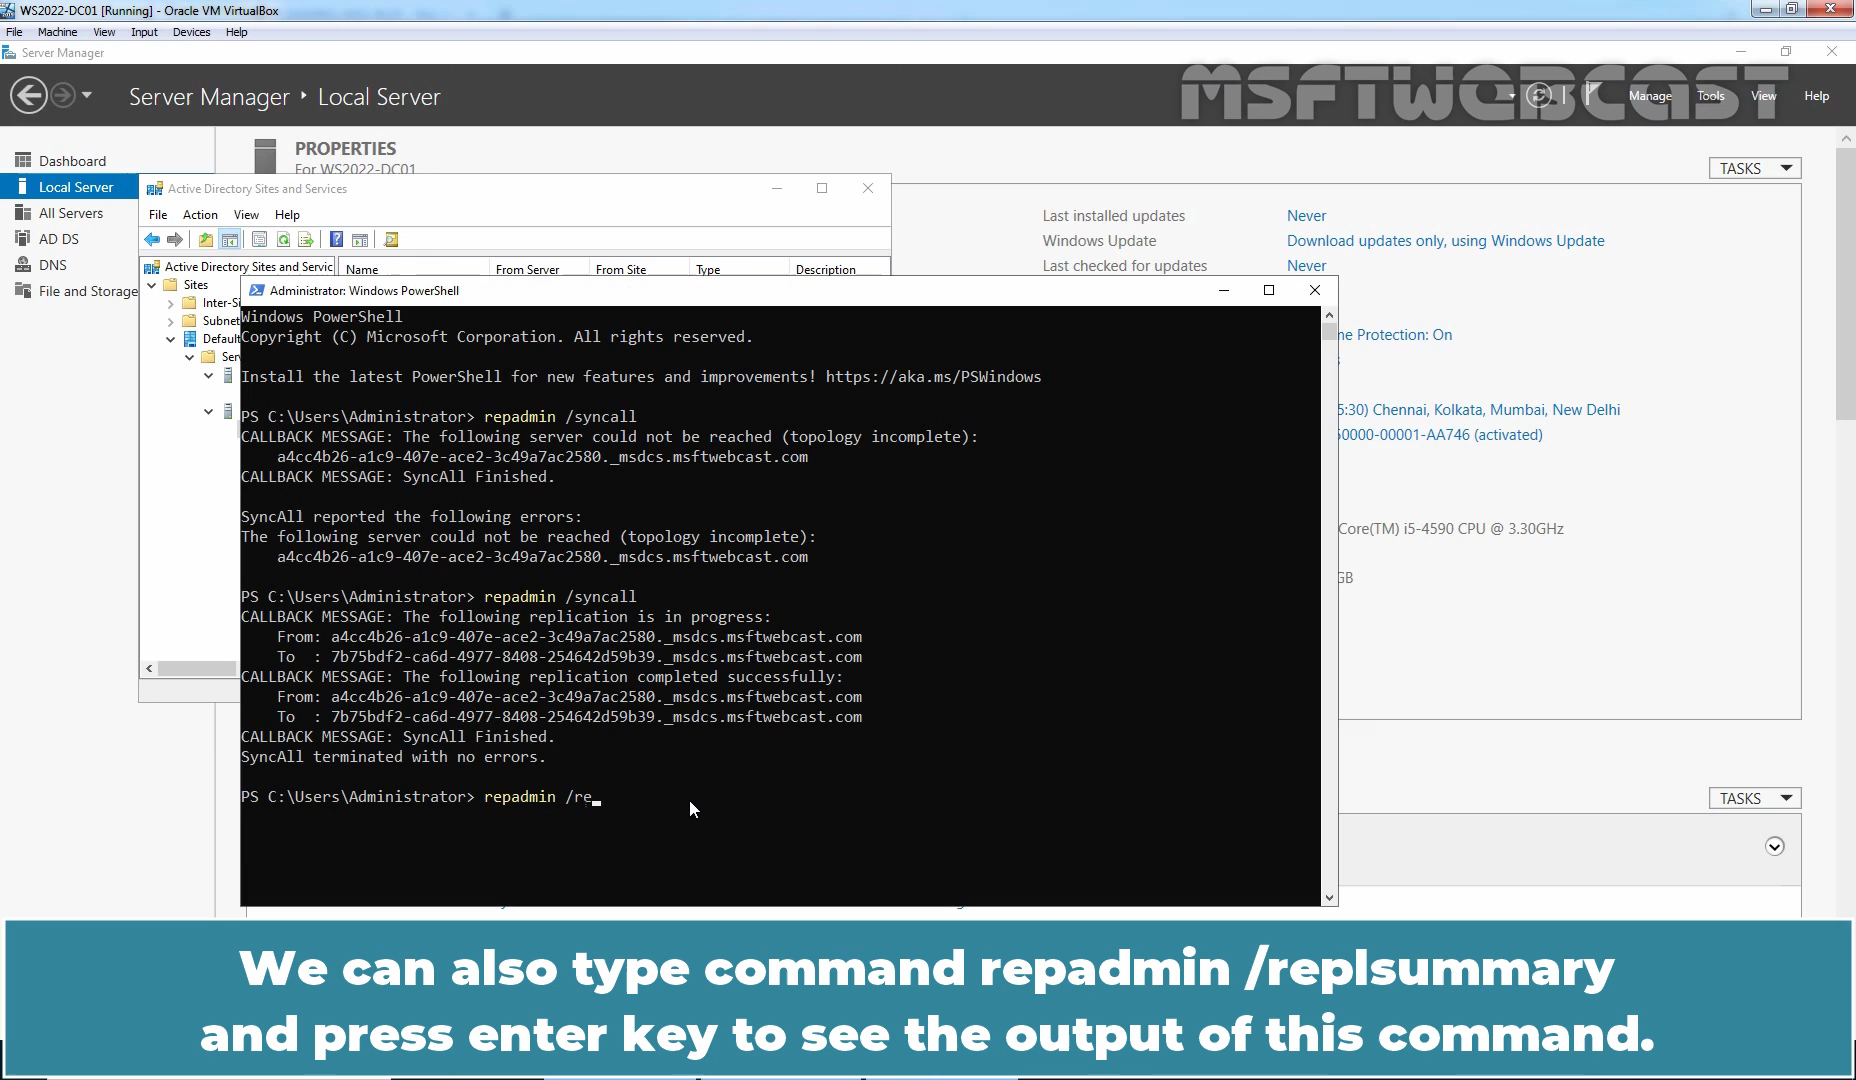 WS2022-DC01 [Running] - Oracle VM VirtualBox
File Machine View Input Devices Help
Server Manager
Server Manager ‣ Local Server
MSFTWEBCAST
Manage Tools View Help
Dashboard
Local Server
All Servers
AD DS
DNS
File and Storage
PROPERTIES
For WS2022-DC01
TASKS
Last installed updates Never
Windows Update Download updates only, using Windows Update
Last checked for updates Never
me Protection: On
5:30) Chennai, Kolkata, Mumbai, New Delhi
0000-00001-AA746 (activated)
Core(TM) i5-4590 CPU @ 3.30GHz
GB
TASKS
Active Directory Sites and Services
File Action View Help
Active Directory Sites and Servic
Name From Server From Site Type Description
Sites
Inter-Si
Subnet
Default
Ser
Administrator: Windows PowerShell
Windows PowerShell
Copyright (C) Microsoft Corporation. All rights reserved.
Install the latest PowerShell for new features and improvements! https://aka.ms/PSWindows
PS C:\Users\Administrator> repadmin /syncall
CALLBACK MESSAGE: The following server could not be reached (topology incomplete):
a4cc4b26-a1c9-407e-ace2-3c49a7ac2580._msdcs.msftwebcast.com
CALLBACK MESSAGE: SyncAll Finished.
SyncAll reported the following errors:
The following server could not be reached (topology incomplete):
a4cc4b26-a1c9-407e-ace2-3c49a7ac2580._msdcs.msftwebcast.com
PS C:\Users\Administrator> repadmin /syncall
CALLBACK MESSAGE: The following replication is in progress:
From: a4cc4b26-a1c9-407e-ace2-3c49a7ac2580._msdcs.msftwebcast.com
To : 7b75bdf2-ca6d-4977-8408-254642d59b39._msdcs.msftwebcast.com
CALLBACK MESSAGE: The following replication completed successfully:
From: a4cc4b26-a1c9-407e-ace2-3c49a7ac2580._msdcs.msftwebcast.com
To : 7b75bdf2-ca6d-4977-8408-254642d59b39._msdcs.msftwebcast.com
CALLBACK MESSAGE: SyncAll Finished.
SyncAll terminated with no errors.
PS C:\Users\Administrator> repadmin /re
We can also type command repadmin /replsummary
and press enter key to see the output of this command.